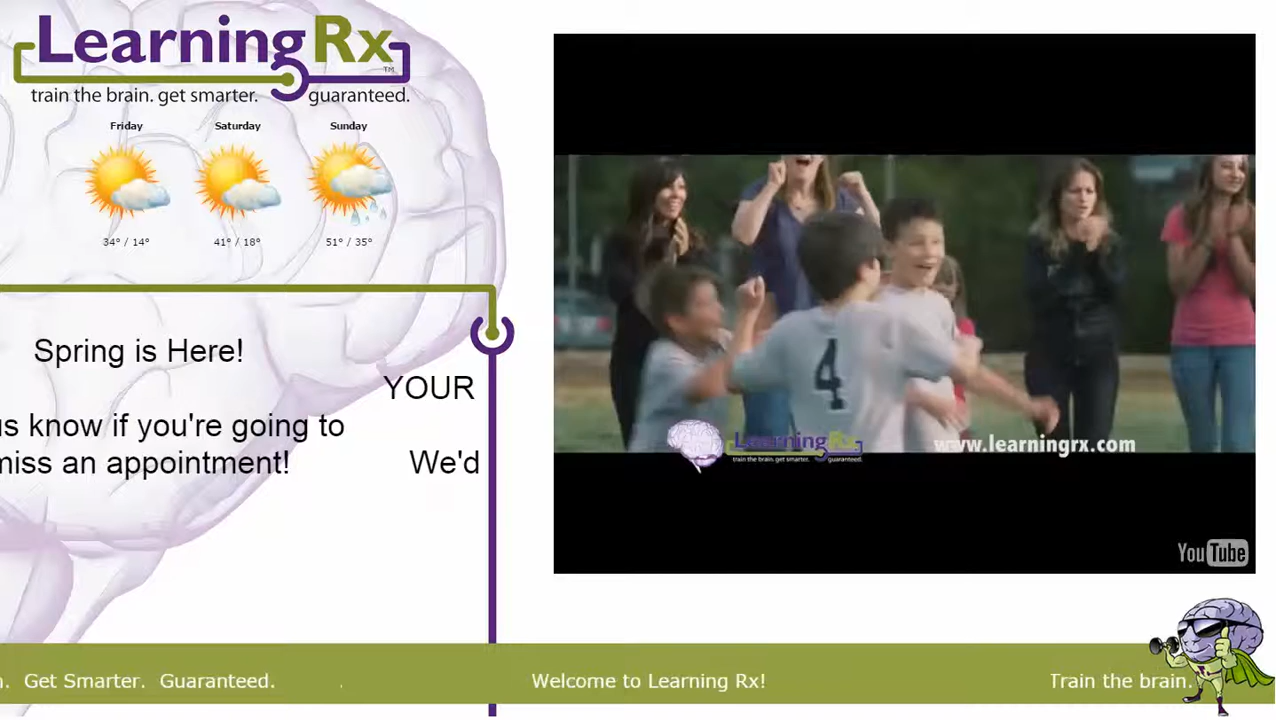 LearningRx™
train the brain. get smarter. guaranteed.
Friday Saturday Sunday
34° / 14° 41° / 18° 51° / 35°
Spring is Here!
YOUR
us know if you're going to
miss an appointment! We'd
4
LearningRx
train the brain. get smarter. guaranteed.
www.learningrx.com
YouTube
. Get Smarter. Guaranteed. . Welcome to Learning Rx! Train the brain.